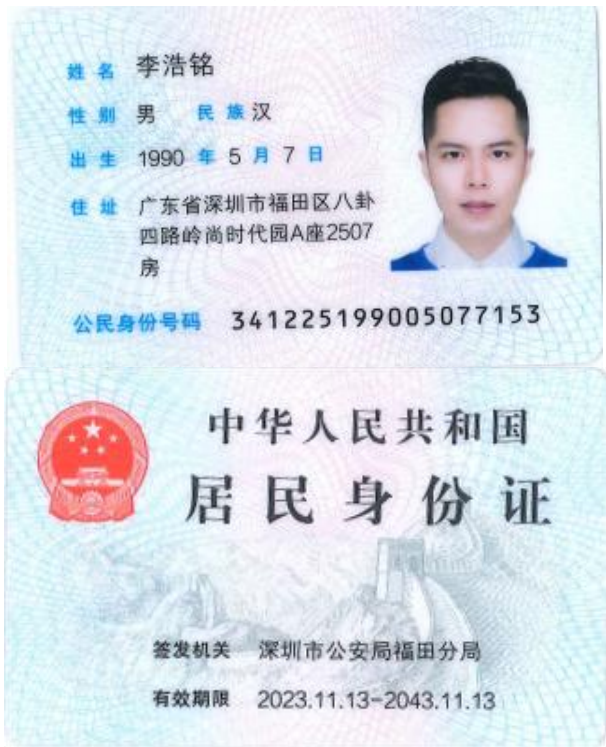 姓名 李浩铭
性别 男 民族 汉
出生 1990 年 5 月 7 日
住址 广东省深圳市福田区八卦
四路岭尚时代园A座2507
房
公民身份号码 341225199005077153
中华人民共和国
居民身份证
签发机关 深圳市公安局福田分局
有效期限 2023.11.13-2043.11.13